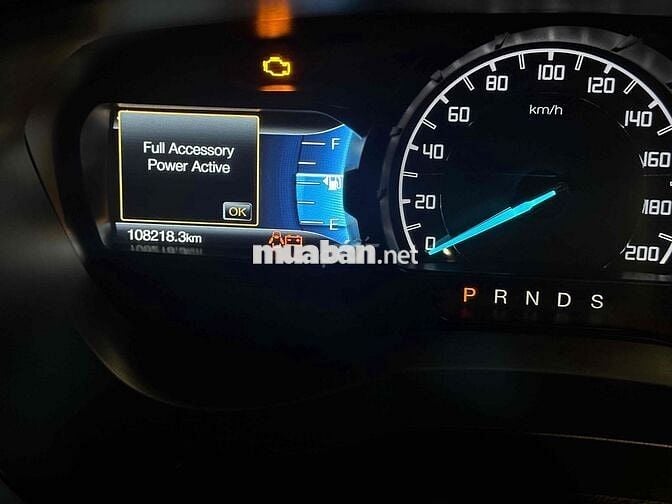 Full Accessory
Power Active
OK
F
E
108218.3km
0
20
40
60
80
100
120
140
160
180
200
km/h
P R N D S
muaban.net